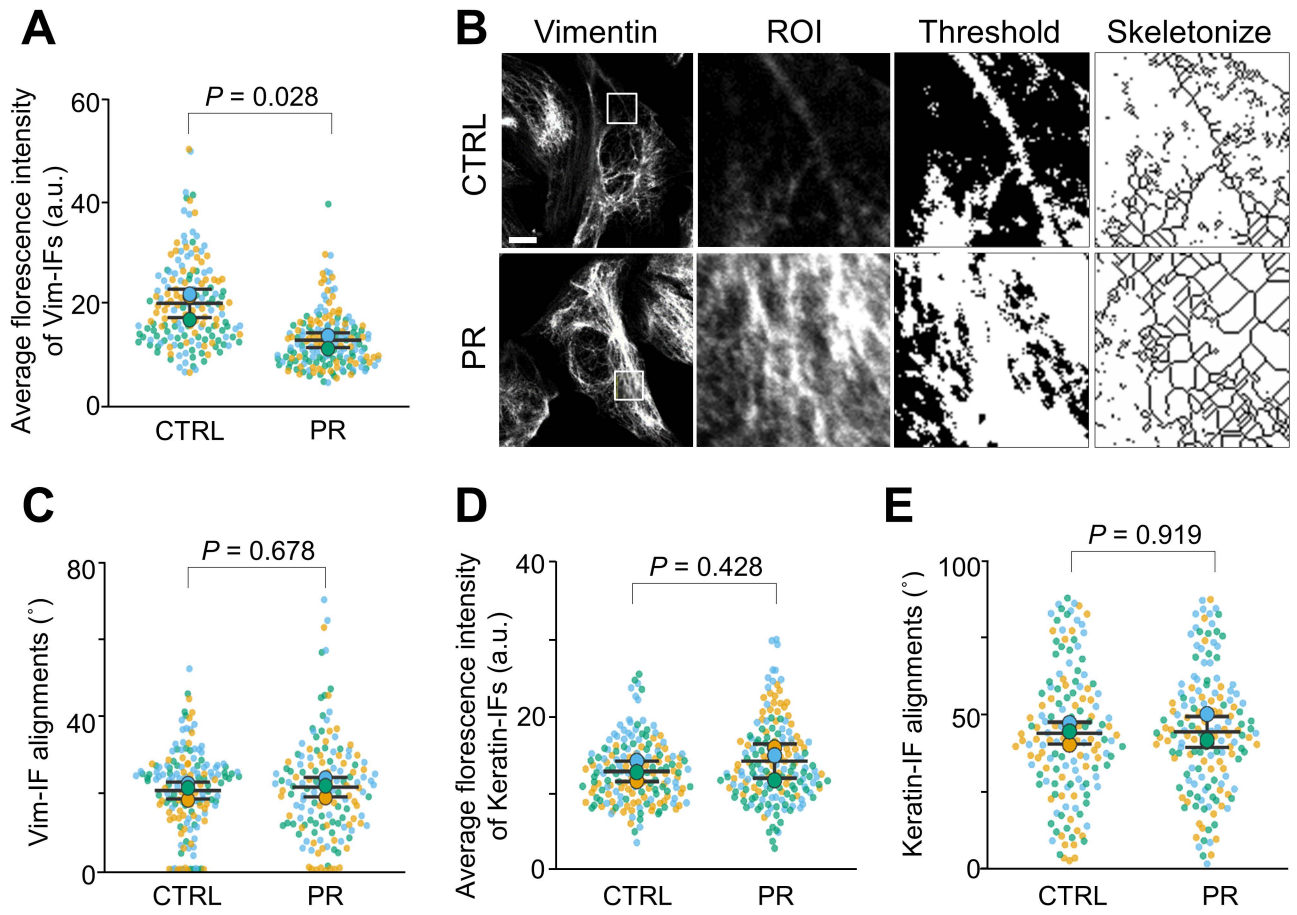 A
Average florescence intensity
of Vim-IFs (a.u.)
60
40
20
0
P = 0.028
CTRL
PR
B
Vimentin
ROI
Threshold
Skeletonize
CTRL
PR
C
Vim-IF alignments (°)
80
40
0
P = 0.678
CTRL
PR
D
Average florescence intensity
of Keratin-IFs (a.u.)
40
20
0
P = 0.428
CTRL
PR
E
Keratin-IF alignments (°)
100
50
0
P = 0.919
CTRL
PR